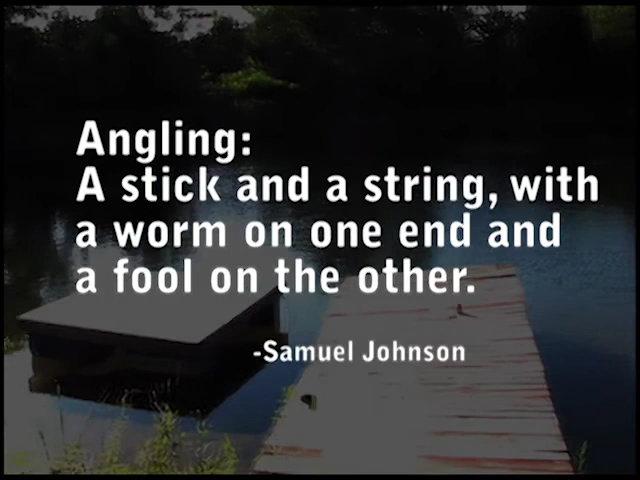 Angling:
A stick and a string, with
a worm on one end and
a fool on the other.
-Samuel Johnson